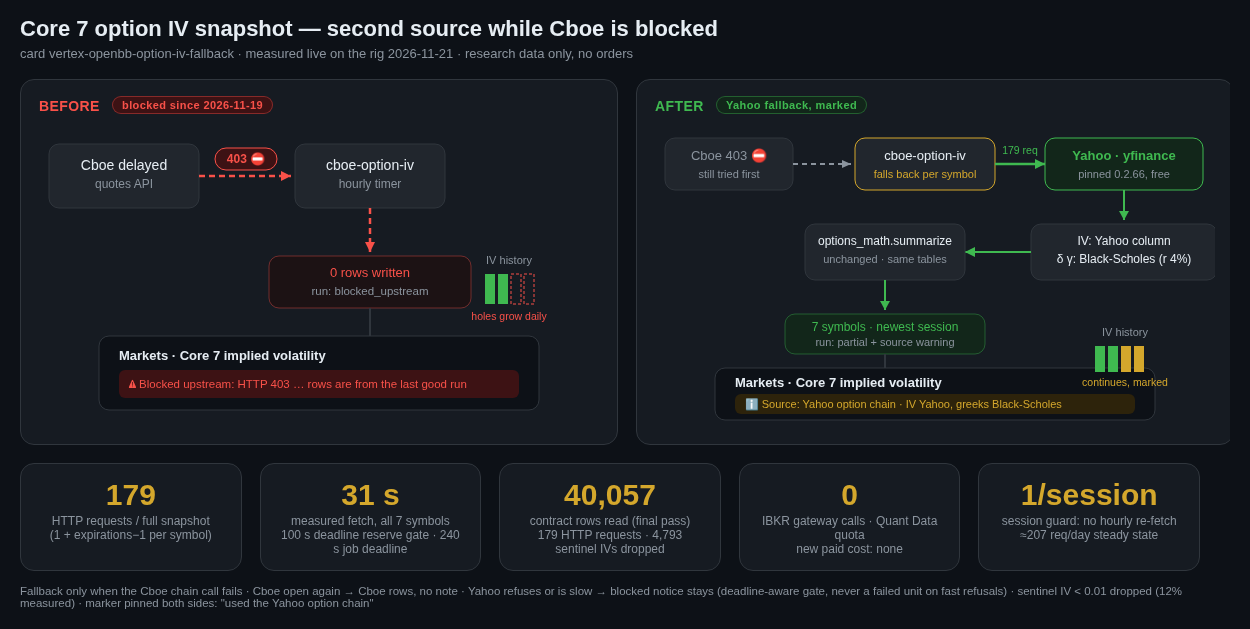 Core 7 option IV snapshot — second source while Cboe is blocked
card vertex-openbb-option-iv-fallback · measured live on the rig 2026-11-21 · research data only, no orders
BEFORE
blocked since 2026-11-19
Cboe delayed
quotes API
403 ⛔
cboe-option-iv
hourly timer
0 rows written
run: blocked_upstream
IV history
holes grow daily
Markets · Core 7 implied volatility
⚠ Blocked upstream: HTTP 403 … rows are from the last good run
AFTER
Yahoo fallback, marked
Cboe 403 ⛔
still tried first
cboe-option-iv
falls back per symbol
179 req
Yahoo · yfinance
pinned 0.2.66, free
options_math.summarize
unchanged · same tables
IV: Yahoo column
δ γ: Black-Scholes (r 4%)
7 symbols · newest session
run: partial + source warning
IV history
continues, marked
Markets · Core 7 implied volatility
ℹ️ Source: Yahoo option chain · IV Yahoo, greeks Black-Scholes
179
HTTP requests / full snapshot
(1 + expirations−1 per symbol)
31 s
measured fetch, all 7 symbols
100 s deadline reserve gate · 240
s job deadline
40,057
contract rows read (final pass)
179 HTTP requests · 4,793
sentinel IVs dropped
0
IBKR gateway calls · Quant Data
quota
new paid cost: none
1/session
session guard: no hourly re-fetch
≈207 req/day steady state
Fallback only when the Cboe chain call fails · Cboe open again → Cboe rows, no note · Yahoo refuses or is slow → blocked notice stays (deadline-aware gate, never a failed unit on fast refusals) · sentinel IV < 0.01 dropped (12%
measured) · marker pinned both sides: "used the Yahoo option chain"